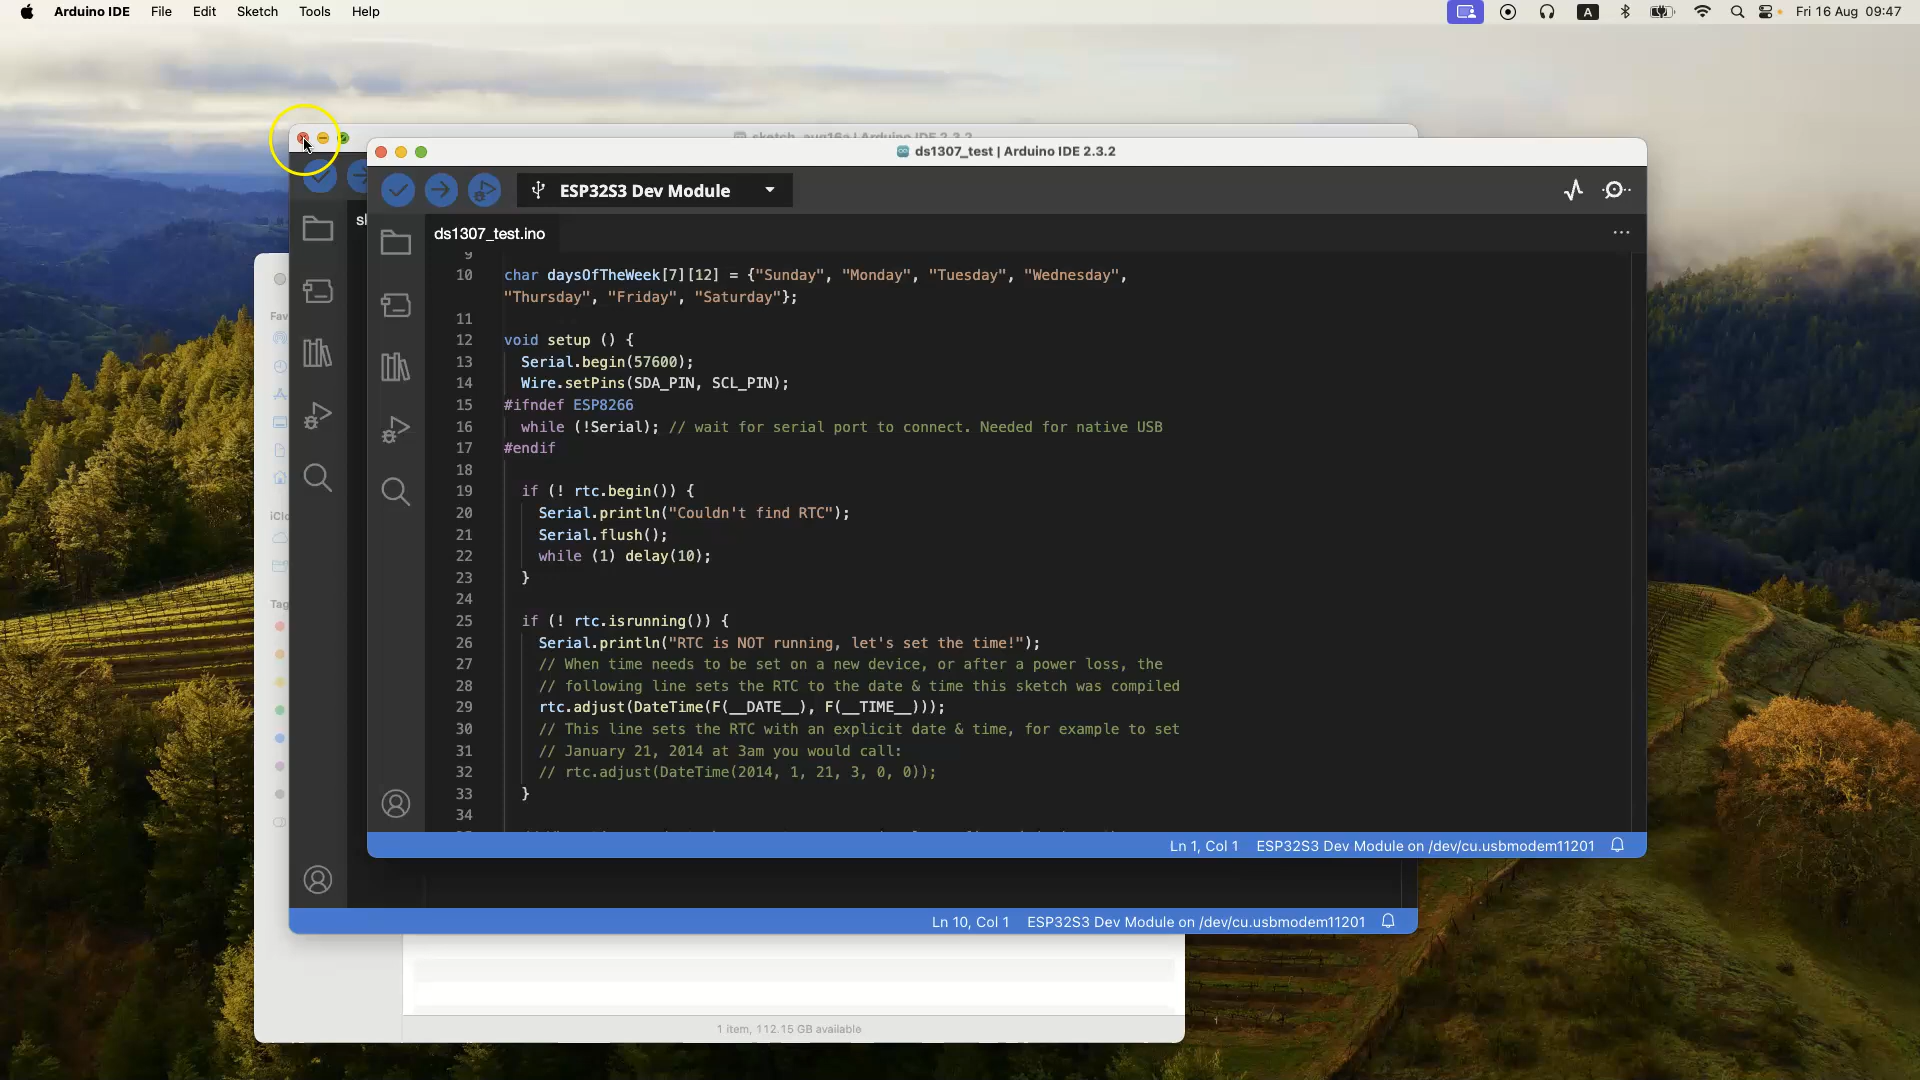 Arduino IDE File Edit Sketch Tools Help
A Fri 16 Aug 09:47
sketch_aug16a | Arduino IDE 2.3.2
ds1307_test | Arduino IDE 2.3.2
ESP32S3 Dev Module
sk
ds1307_test.ino
9
10 char daysOfTheWeek[7][12] = {"Sunday", "Monday", "Tuesday", "Wednesday",
"Thursday", "Friday", "Saturday"};
11
12 void setup () {
13 Serial.begin(57600);
14 Wire.setPins(SDA_PIN, SCL_PIN);
15 #ifndef ESP8266
16 while (!Serial); // wait for serial port to connect. Needed for native USB
17 #endif
18
19 if (! rtc.begin()) {
20 Serial.println("Couldn't find RTC");
21 Serial.flush();
22 while (1) delay(10);
23 }
24
25 if (! rtc.isrunning()) {
26 Serial.println("RTC is NOT running, let's set the time!");
27 // When time needs to be set on a new device, or after a power loss, the
28 // following line sets the RTC to the date & time this sketch was compiled
29 rtc.adjust(DateTime(F(__DATE__), F(__TIME__)));
30 // This line sets the RTC with an explicit date & time, for example to set
31 // January 21, 2014 at 3am you would call:
32 // rtc.adjust(DateTime(2014, 1, 21, 3, 0, 0));
33 }
34
Ln 1, Col 1 ESP32S3 Dev Module on /dev/cu.usbmodem11201
Fav
iClo
Tag
Ln 10, Col 1 ESP32S3 Dev Module on /dev/cu.usbmodem11201
1 item, 112.15 GB available